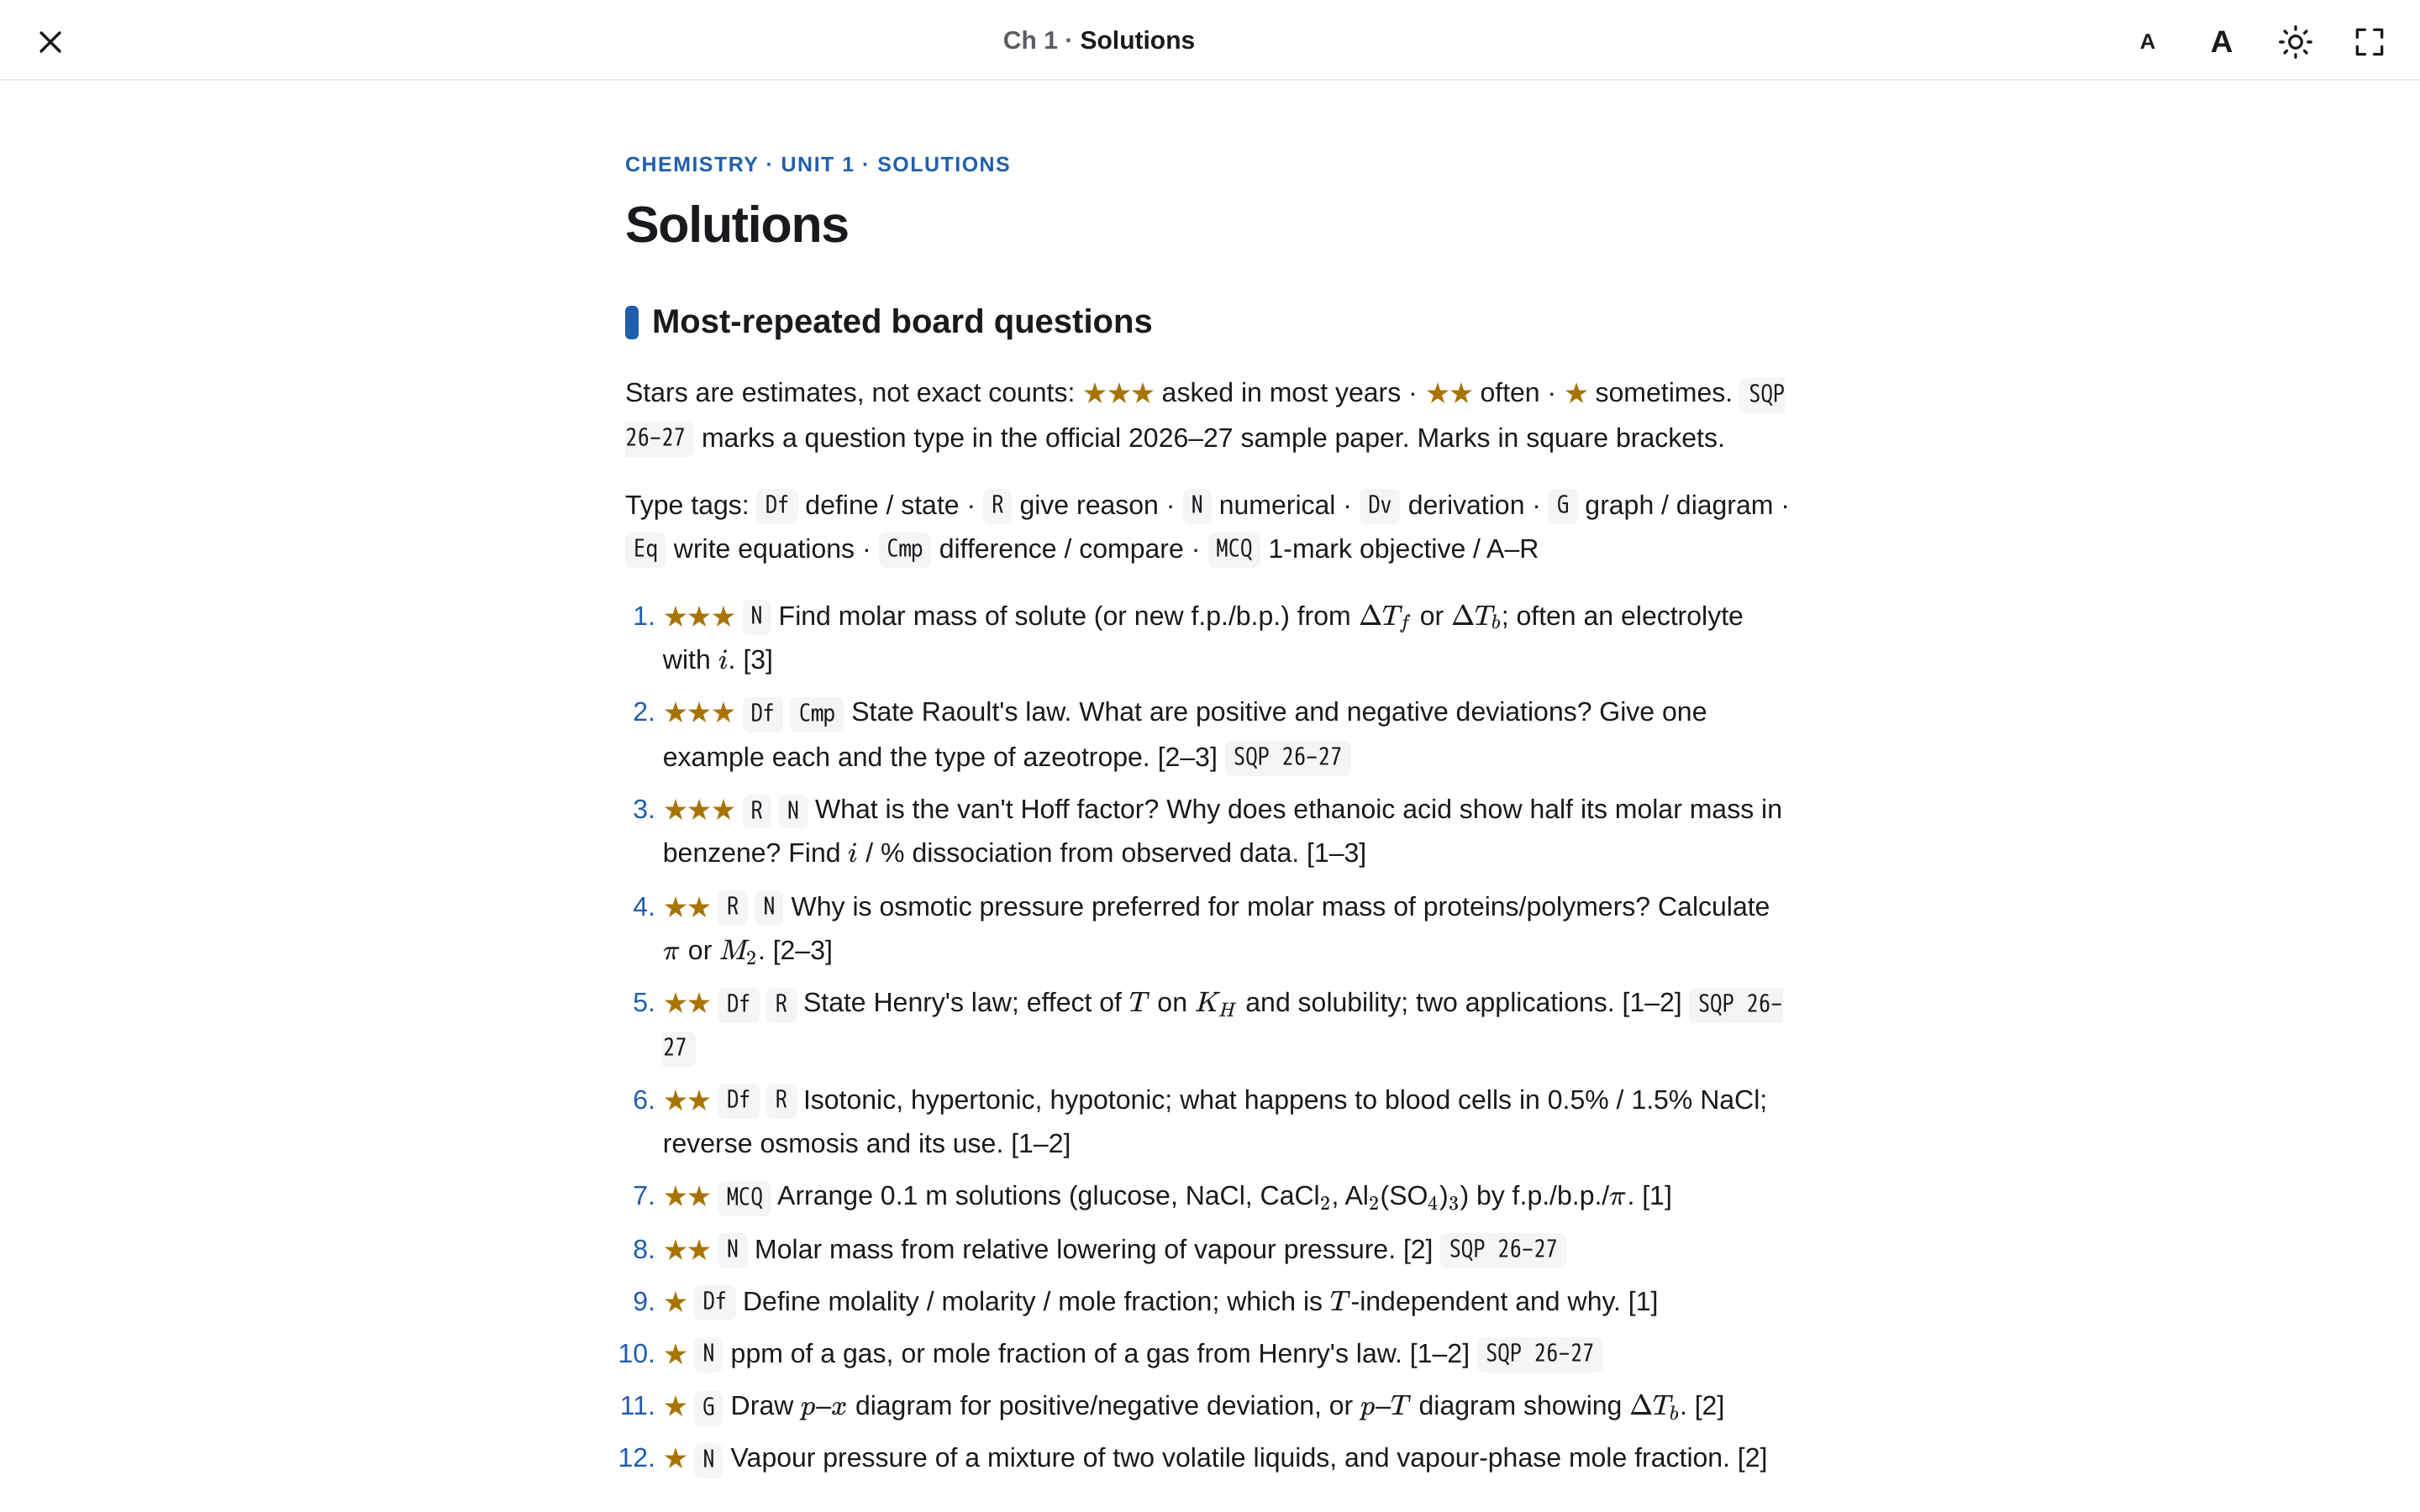 Ch 1 · Solutions
A A
CHEMISTRY · UNIT 1 · SOLUTIONS
Solutions
Most-repeated board questions
Stars are estimates, not exact counts: ★★★ asked in most years · ★★ often · ★ sometimes. SQP
26–27 marks a question type in the official 2026–27 sample paper. Marks in square brackets.
Type tags: Df define / state · R give reason · N numerical · Dv derivation · G graph / diagram ·
Eq write equations · Cmp difference / compare · MCQ 1-mark objective / A–R
1. ★★★ N Find molar mass of solute (or new f.p./b.p.) from ΔT_f or ΔT_b; often an electrolyte
with i. [3]
2. ★★★ Df Cmp State Raoult's law. What are positive and negative deviations? Give one
example each and the type of azeotrope. [2–3] SQP 26–27
3. ★★★ R N What is the van't Hoff factor? Why does ethanoic acid show half its molar mass in
benzene? Find i / % dissociation from observed data. [1–3]
4. ★★ R N Why is osmotic pressure preferred for molar mass of proteins/polymers? Calculate
π or M₂. [2–3]
5. ★★ Df R State Henry's law; effect of T on K_H and solubility; two applications. [1–2] SQP 26–
27
6. ★★ Df R Isotonic, hypertonic, hypotonic; what happens to blood cells in 0.5% / 1.5% NaCl;
reverse osmosis and its use. [1–2]
7. ★★ MCQ Arrange 0.1 m solutions (glucose, NaCl, CaCl₂, Al₂(SO₄)₃) by f.p./b.p./π. [1]
8. ★★ N Molar mass from relative lowering of vapour pressure. [2] SQP 26–27
9. ★ Df Define molality / molarity / mole fraction; which is T-independent and why. [1]
10. ★ N ppm of a gas, or mole fraction of a gas from Henry's law. [1–2] SQP 26–27
11. ★ G Draw p–x diagram for positive/negative deviation, or p–T diagram showing ΔT_b. [2]
12. ★ N Vapour pressure of a mixture of two volatile liquids, and vapour-phase mole fraction. [2]